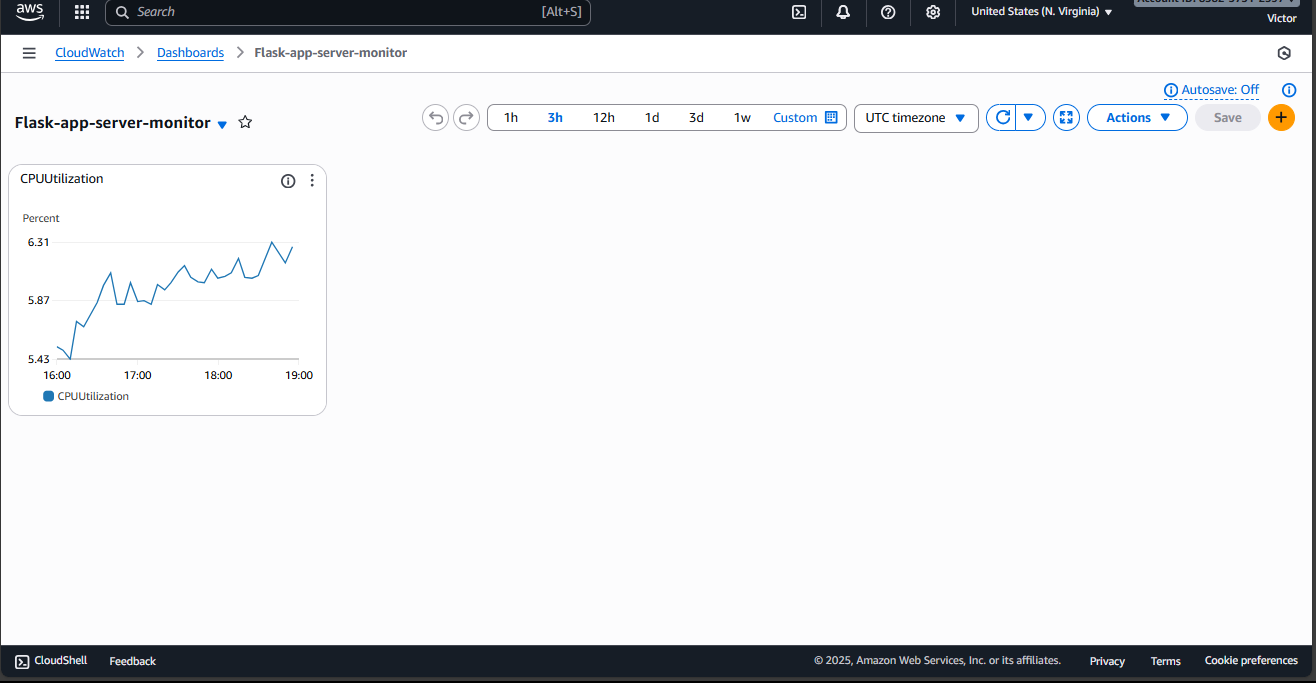 aws
Search [Alt+S]
United States (N. Virginia)
Victor
CloudWatch > Dashboards > Flask-app-server-monitor
Autosave: Off
Flask-app-server-monitor
1h 3h 12h 1d 3d 1w Custom
UTC timezone
Actions
Save
CPUUtilization
Percent
6.31
5.87
5.43
16:00 17:00 18:00 19:00
CPUUtilization
CloudShell Feedback
© 2025, Amazon Web Services, Inc. or its affiliates. Privacy Terms Cookie preferences